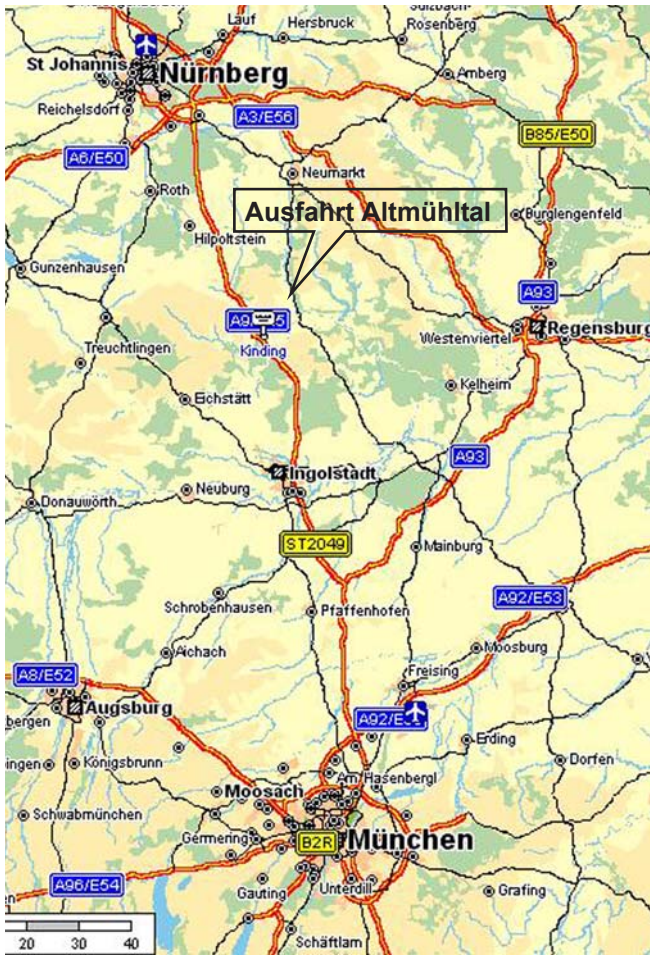 Lauf
Hersbruck
Rosenberg
St Johannis
Nürnberg
Amberg
Reichelsdorf
A3/E56
B85/E50
A6/E50
Neumarkt
Roth
Ausfahrt Altmühltal
Burglengenfeld
Hilpoltstein
Gunzenhausen
A93
Regensburg
Westenviertel
Kinding
Treuchtlingen
Kelheim
Eichstätt
A93
Ingolstadt
Neuburg
Donauwörth
ST2049
Mainburg
A92/E53
Schrobenhausen
Pfaffenhofen
Aichach
Moosburg
A8/E52
Freising
Augsburg
bergen
Erding
Dorfen
ingen
Königsbrunn
Am Hasenbergl
Moosach
Schwabmünchen
Germering
B2R
München
A96/E54
Gauting
Unterdill
Grafing
20 30 40
Schäftlarn